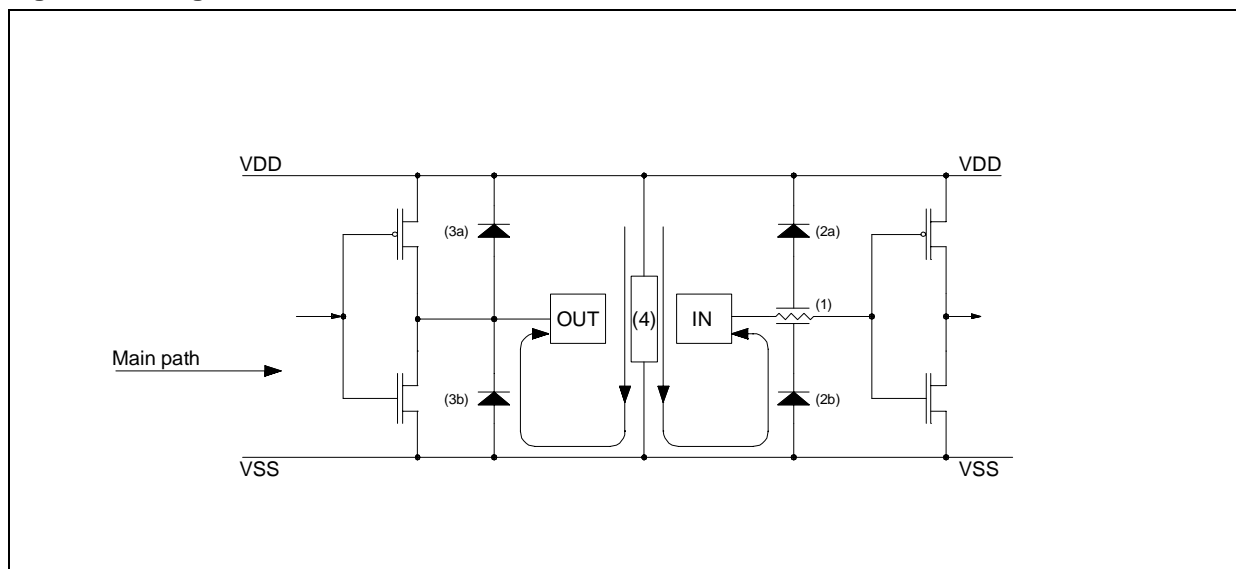 VDD VDD
(3a) (2a)
(1)
OUT (4) IN
Main path
(3b) (2b)
VSS VSS